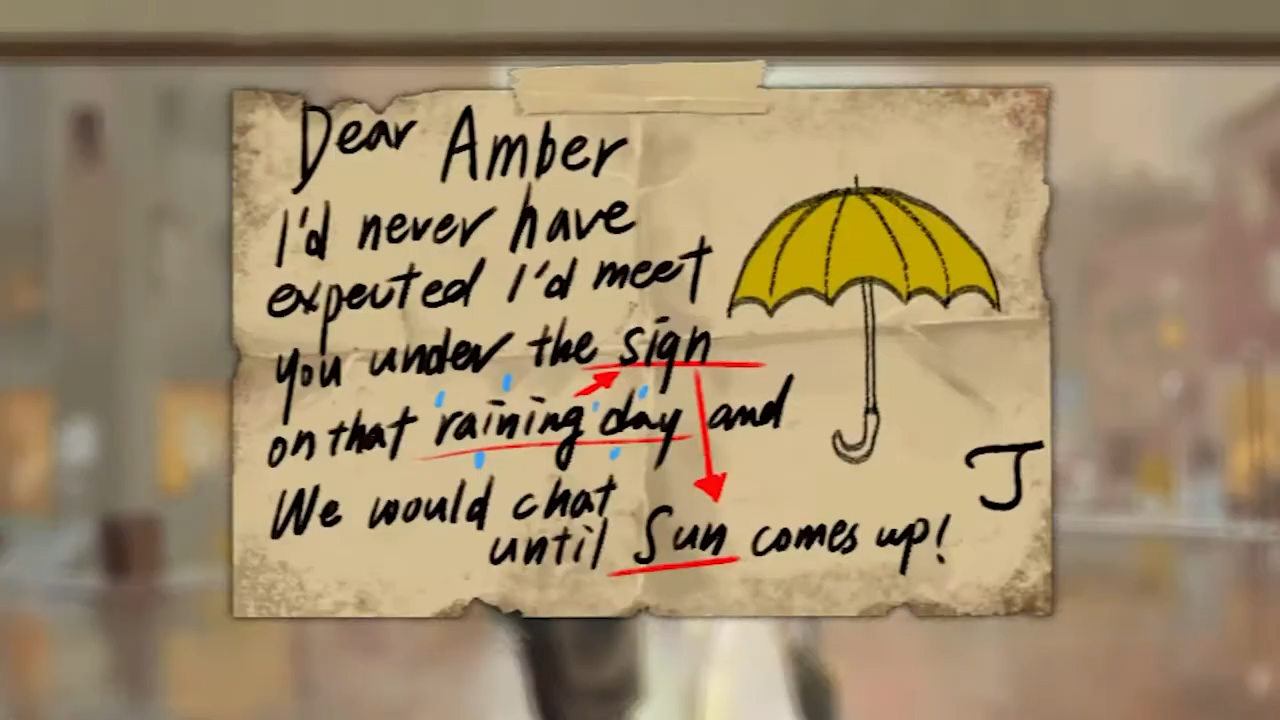 Dear Amber
I'd never have
expected I'd meet
you under the sign
on that raining day and
We would chat
until Sun comes up!
J